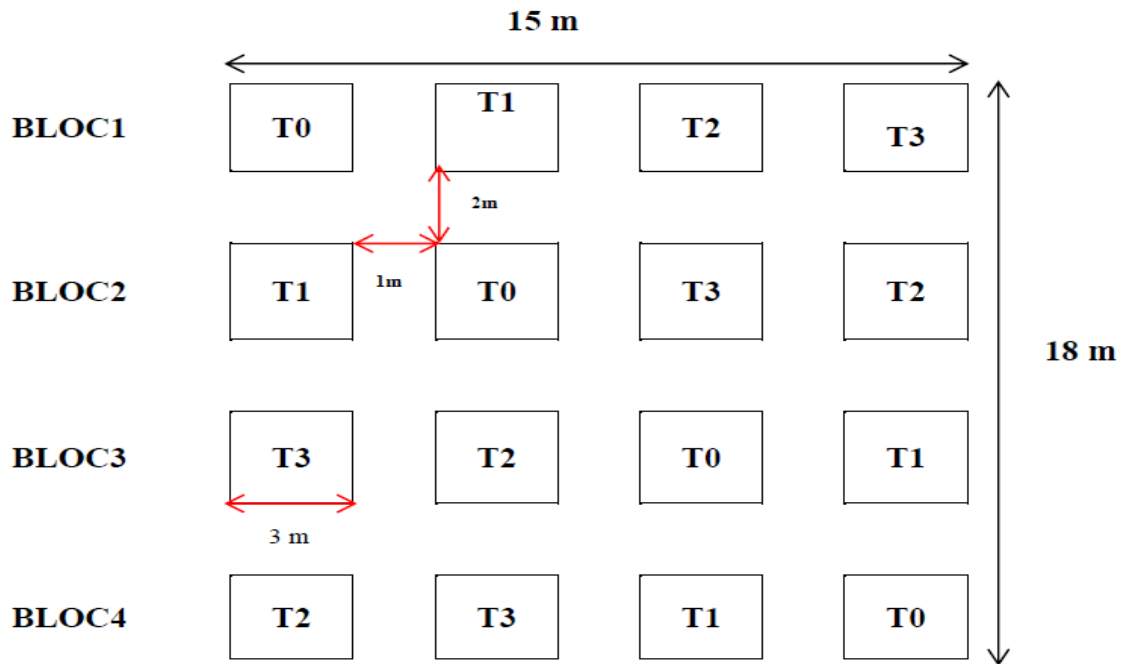 15 m
BLOC1 T0 T1 T2 T3
2m
1m
BLOC2 T1 T0 T3 T2
18 m
BLOC3 T3 T2 T0 T1
3 m
BLOC4 T2 T3 T1 T0